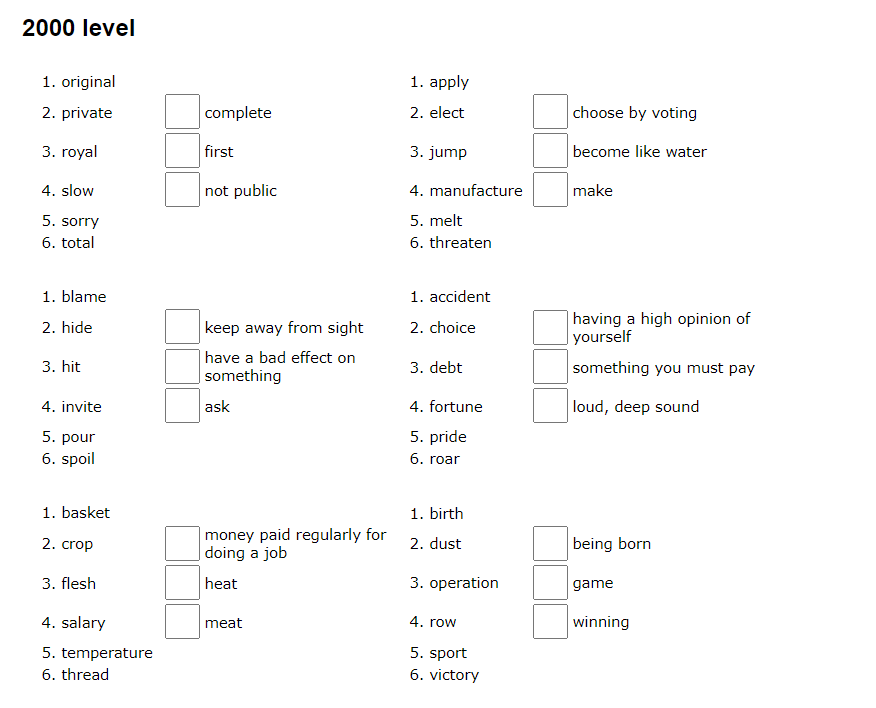 2000 level
1. original
2. private complete
3. royal first
4. slow not public
5. sorry
6. total
1. apply
2. elect choose by voting
3. jump become like water
4. manufacture make
5. melt
6. threaten
1. blame
2. hide keep away from sight
3. hit have a bad effect on
something
4. invite ask
5. pour
6. spoil
1. accident
2. choice having a high opinion of
yourself
3. debt something you must pay
4. fortune loud, deep sound
5. pride
6. roar
1. basket
2. crop money paid regularly for
doing a job
3. flesh heat
4. salary meat
5. temperature
6. thread
1. birth
2. dust being born
3. operation game
4. row winning
5. sport
6. victory